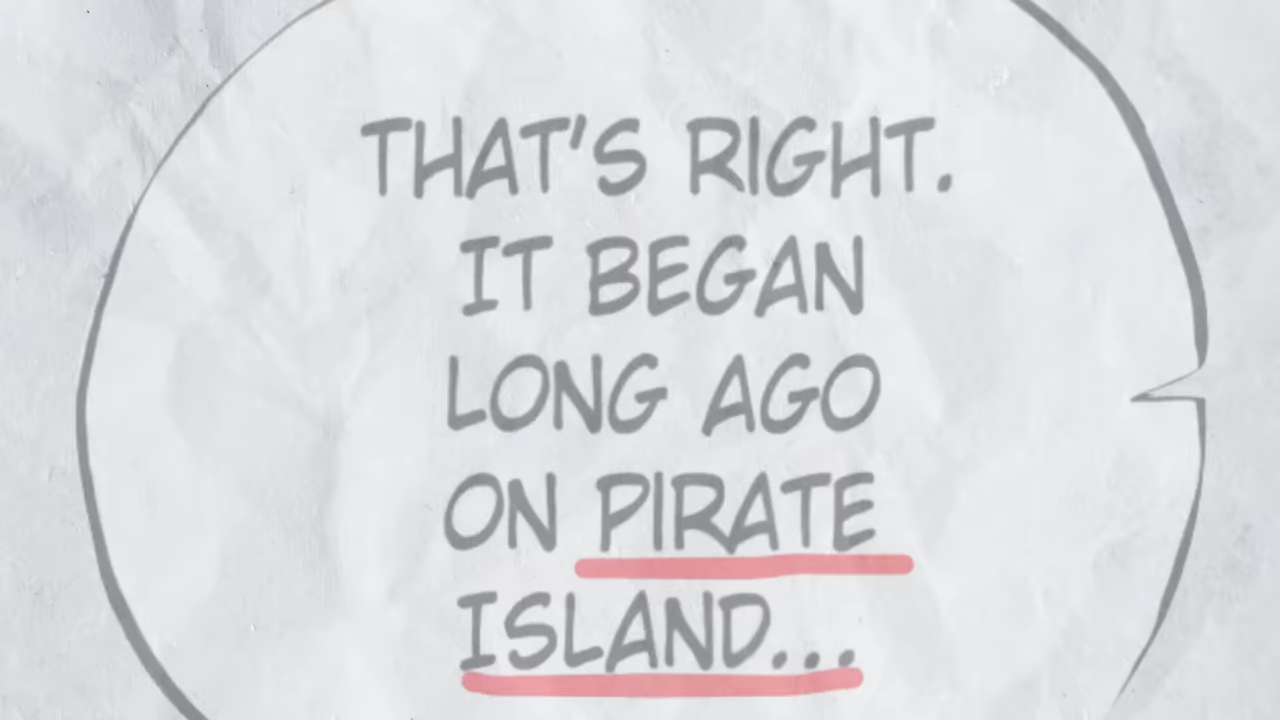 THAT'S RIGHT.
IT BEGAN
LONG AGO
ON PIRATE
ISLAND...